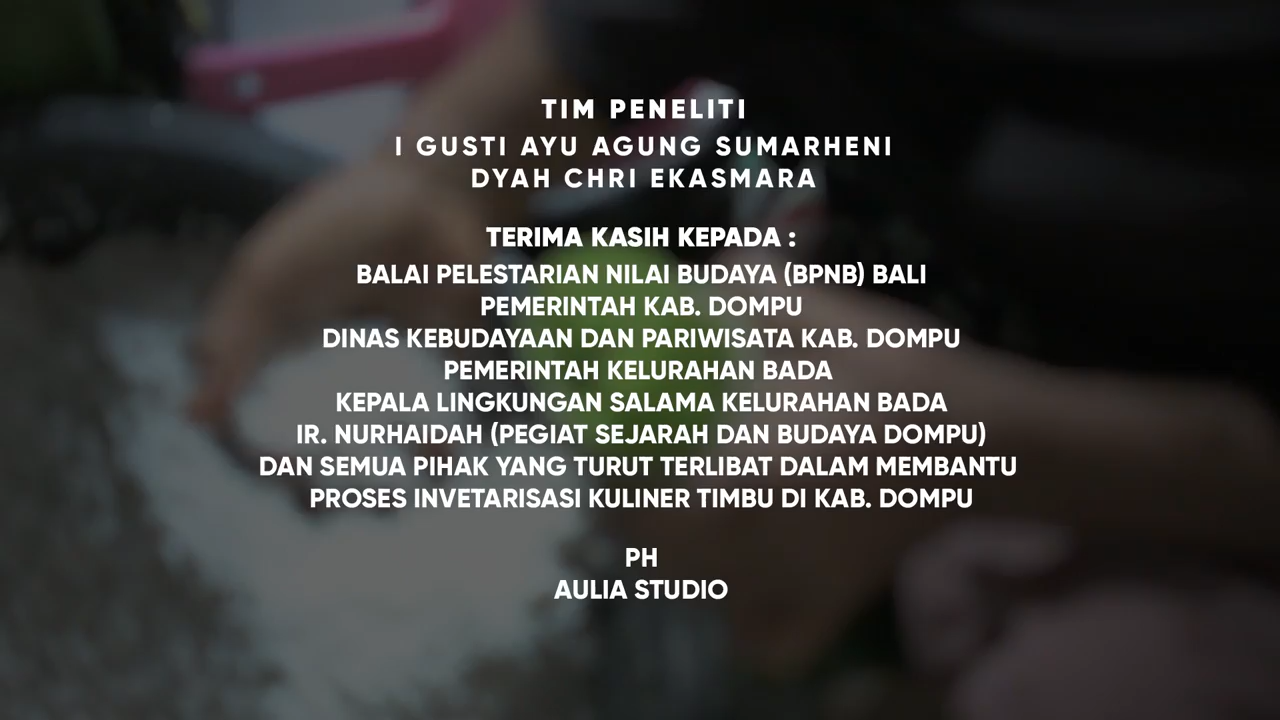 TIM PENELITI
I GUSTI AYU AGUNG SUMARHENI
DYAH CHRI EKASMARA
TERIMA KASIH KEPADA :
BALAI PELESTARIAN NILAI BUDAYA (BPNB) BALI
PEMERINTAH KAB. DOMPU
DINAS KEBUDAYAAN DAN PARIWISATA KAB. DOMPU
PEMERINTAH KELURAHAN BADA
KEPALA LINGKUNGAN SALAMA KELURAHAN BADA
IR. NURHAIDAH (PEGIAT SEJARAH DAN BUDAYA DOMPU)
DAN SEMUA PIHAK YANG TURUT TERLIBAT DALAM MEMBANTU
PROSES INVETARISASI KULINER TIMBU DI KAB. DOMPU
PH
AULIA STUDIO